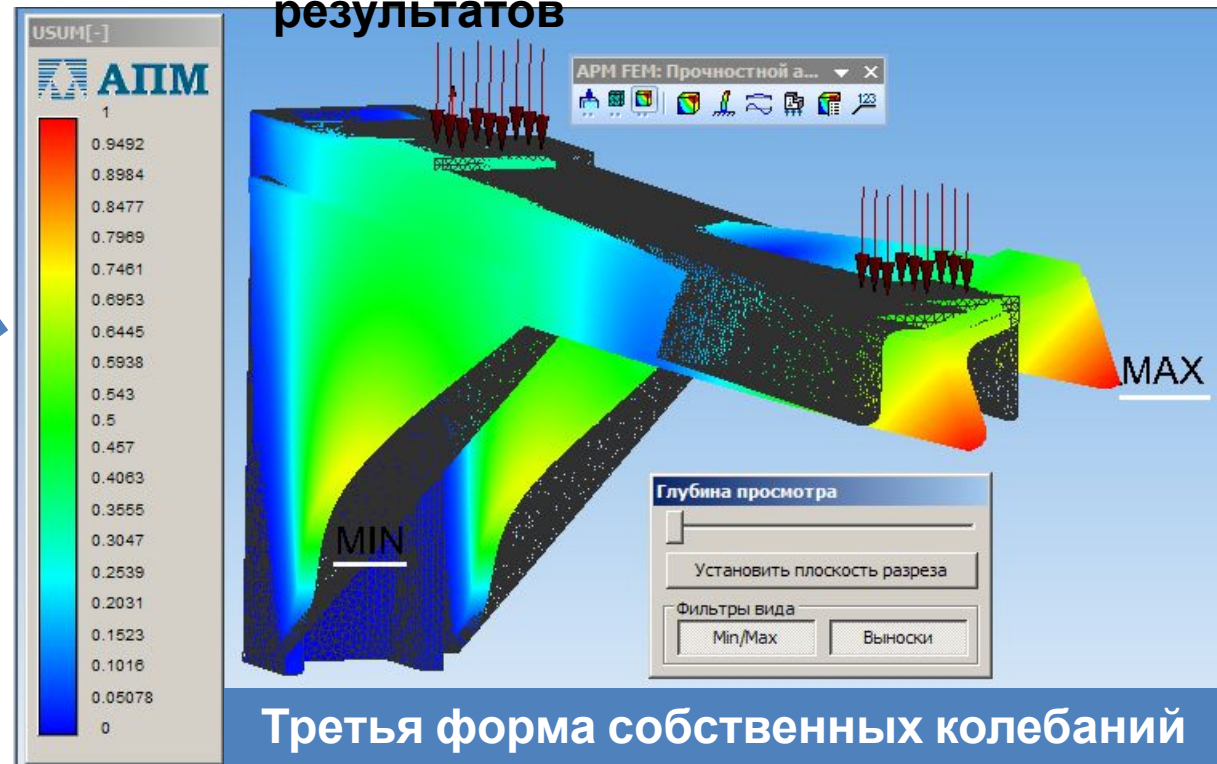 результатов
USUM[-]
АПМ
1
0.9492
0.8984
0.8477
0.7969
0.7461
0.6953
0.6445
0.5938
0.543
0.5
0.457
0.4063
0.3555
0.3047
0.2539
0.2031
0.1523
0.1016
0.05078
0
APM FEM: Прочностной а...
123
MAX
MIN
Глубина просмотра
Установить плоскость разреза
Фильтры вида
Min/Max
Выноски
Третья форма собственных колебаний